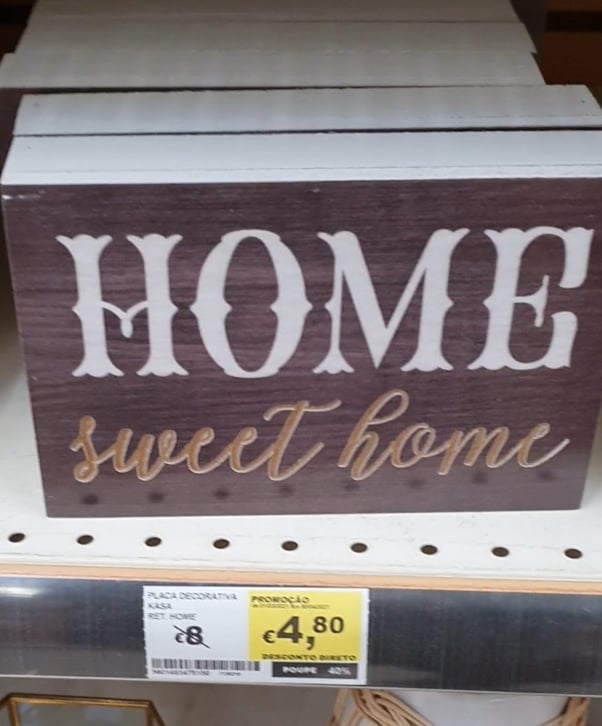 HOME
sweet home
PLACA DECORATIVA
KASA
RET. HOME
€8
PROMOÇÃO
€4,80
DESCONTO DIRETO
POUPE 40%